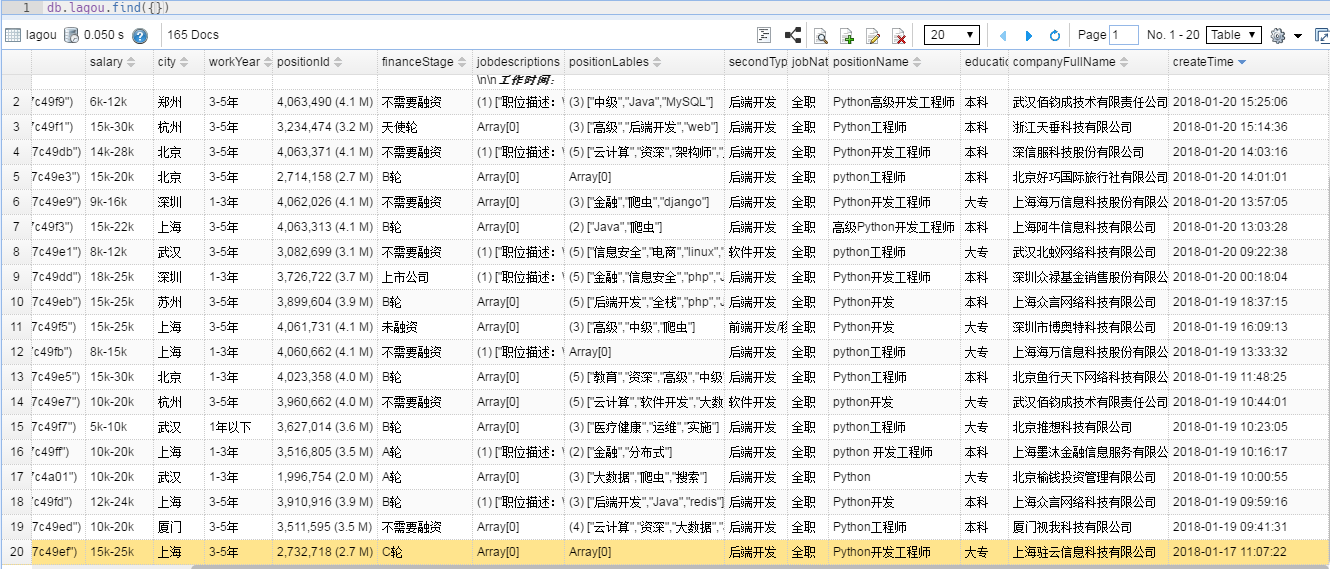 1 db.lagou.find({})
lagou 0.050 s 165 Docs 20 Page 1 No. 1 - 20 Table
salary city workYear positionId financeStage jobdescriptions positionLables secondTyp jobNat positionName educatio companyFullName createTime
\n\n工作时间:
2 7c49f9") 6k-12k 郑州 3-5年 4,063,490 (4.1 M) 不需要融资 (1) ["职位描述:\ (3) ["中级","Java","MySQL"] 后端开发 全职 Python高级开发工程师 本科 武汉佰钧成技术有限责任公司 2018-01-20 15:25:06
3 7c49f1") 15k-30k 杭州 3-5年 3,234,474 (3.2 M) 天使轮 Array[0] (3) ["高级","后端开发","web"] 后端开发 全职 Python工程师 本科 浙江天垂科技有限公司 2018-01-20 15:14:36
4 7c49db") 14k-28k 北京 3-5年 4,063,371 (4.1 M) 不需要融资 (1) ["职位描述:\ (5) ["云计算","资深","架构师", 后端开发 全职 Python开发工程师 本科 深信服科技股份有限公司 2018-01-20 14:03:16
5 7c49e3") 15k-20k 北京 3-5年 2,714,158 (2.7 M) B轮 Array[0] Array[0] 后端开发 全职 python工程师 本科 北京好巧国际旅行社有限公司 2018-01-20 14:01:01
6 7c49e9") 9k-16k 深圳 1-3年 4,062,026 (4.1 M) 不需要融资 Array[0] (3) ["金融","爬虫","django"] 后端开发 全职 Python工程师 大专 上海海万信息科技股份有限公 2018-01-20 13:57:05
7 7c49f3") 15k-22k 上海 3-5年 4,063,313 (4.1 M) B轮 Array[0] (2) ["Java","爬虫"] 后端开发 全职 高级Python开发工程师 本科 上海阿牛信息科技有限公司 2018-01-20 13:03:28
8 7c49e1") 8k-12k 武汉 3-5年 3,082,699 (3.1 M) 不需要融资 (1) ["职位描述:\ (5) ["信息安全","电商","linux", 软件开发 全职 Python工程师 大专 武汉北蚁网络科技有限公司 2018-01-20 09:22:38
9 7c49dd") 18k-25k 深圳 1-3年 3,726,722 (3.7 M) 上市公司 Array[0] (5) ["金融","信息安全","php", 后端开发 全职 Python开发工程师 本科 深圳众禄基金销售股份有限公 2018-01-20 00:18:04
10 7c49eb") 15k-25k 苏州 3-5年 3,899,604 (3.9 M) B轮 Array[0] (5) ["后端开发","全栈","php", 后端开发 全职 Python开发 本科 上海众言网络科技有限公司 2018-01-19 18:37:15
11 7c49f5") 15k-25k 上海 3-5年 4,061,731 (4.1 M) 未融资 Array[0] (3) ["高级","中级","爬虫"] 前端开发/ 全职 Python开发 大专 深圳市博奥特科技有限公司 2018-01-19 16:09:13
12 7c49fb") 8k-15k 上海 1-3年 4,060,662 (4.1 M) 不需要融资 (1) ["职位描述:\ Array[0] 后端开发 全职 python工程师 大专 上海海万信息科技股份有限公 2018-01-19 13:33:32
13 7c49e5") 15k-30k 北京 1-3年 4,023,358 (4.0 M) B轮 Array[0] (5) ["教育","资深","高级","中级 后端开发 全职 Python工程师 本科 北京鱼行天下网络科技有限公 2018-01-19 11:48:25
14 7c49e7") 10k-20k 杭州 3-5年 3,960,662 (4.0 M) 不需要融资 Array[0] (5) ["云计算","软件开发","大数 软件开发 全职 python开发 大专 武汉佰钧成技术有限责任公司 2018-01-19 10:44:01
15 7c49f7") 5k-10k 武汉 1年以下 3,627,014 (3.6 M) B轮 Array[0] (3) ["医疗健康","运维","实施"] 后端开发 全职 python工程师 大专 北京推想科技有限公司 2018-01-19 10:23:05
16 7c49ff") 10k-20k 上海 1-3年 3,516,805 (3.5 M) A轮 (1) ["职位描述:\ (2) ["金融","分布式"] 后端开发 全职 python 开发工程师 本科 上海墨沐金融信息服务有限公 2018-01-19 10:16:17
17 7c4a01") 10k-20k 武汉 1-3年 1,996,754 (2.0 M) A轮 Array[0] (3) ["大数据","爬虫","搜索"] 后端开发 全职 Python 大专 北京榆钱投资管理有限公司 2018-01-19 10:00:55
18 7c49fd") 12k-24k 上海 3-5年 3,910,916 (3.9 M) B轮 (1) ["职位描述:\ (3) ["后端开发","Java","redis"] 后端开发 全职 Python开发 本科 上海众言网络科技有限公司 2018-01-19 09:59:16
19 7c49ed") 10k-20k 厦门 3-5年 3,511,595 (3.5 M) 不需要融资 Array[0] (4) ["云计算","资深","大数据", 后端开发 全职 Python工程师 本科 厦门视我科技有限公司 2018-01-19 09:41:31
20 7c49ef") 15k-25k 上海 3-5年 2,732,718 (2.7 M) C轮 Array[0] Array[0] 后端开发 全职 Python开发工程师 大专 上海驻云信息科技有限公司 2018-01-17 11:07:22